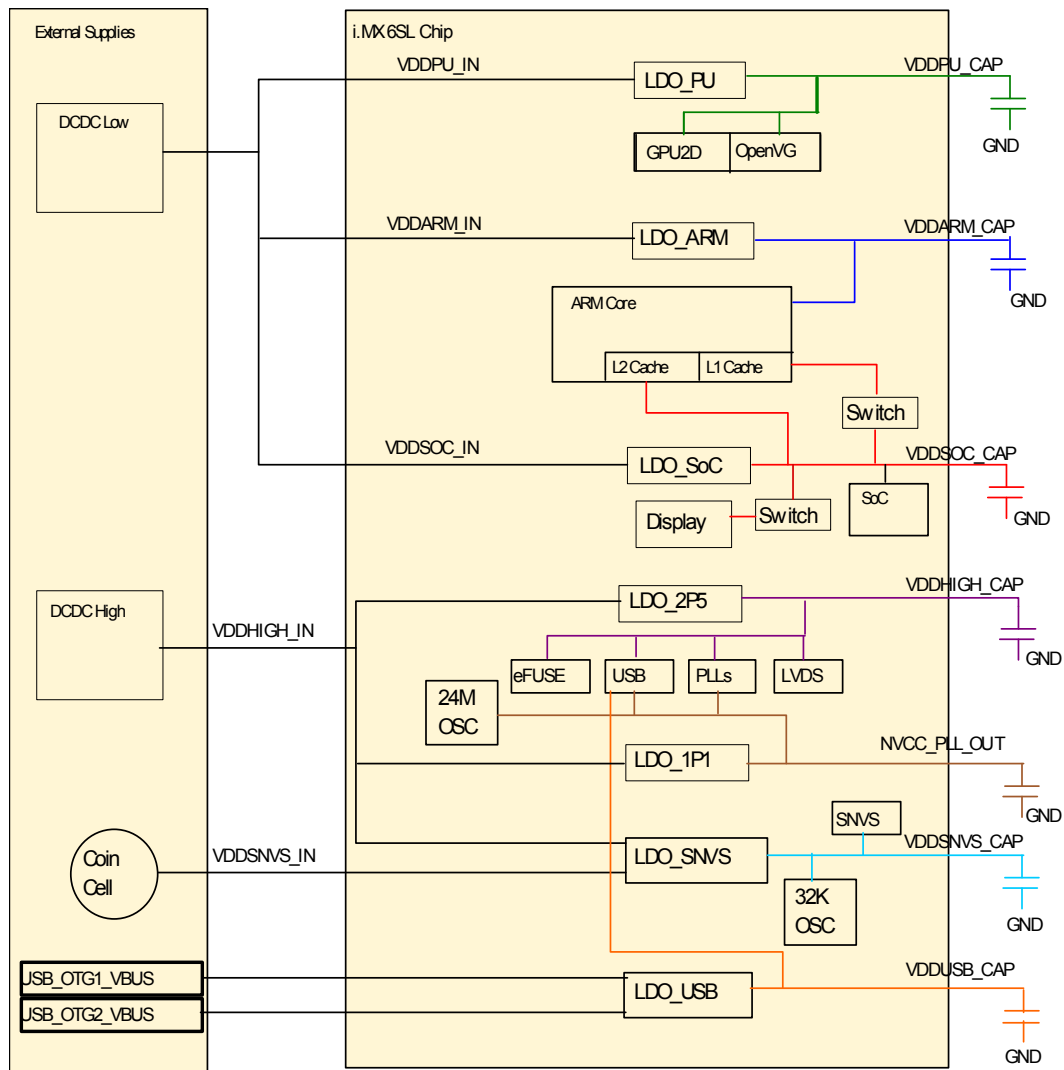 External Supplies
i.MX6SL Chip
VDDPU_IN
LDO_PU
VDDPU_CAP
DCDC Low
GPU2D
OpenVG
GND
VDDARM_IN
LDO_ARM
VDDARM_CAP
GND
ARM Core
L2 Cache
L1 Cache
Switch
VDDSOC_IN
LDO_SoC
VDDSOC_CAP
SoC
Display
Switch
GND
DCDC High
VDDHIGH_IN
LDO_2P5
VDDHIGH_CAP
GND
eFUSE
USB
PLLs
LVDS
24M
OSC
LDO_1P1
NVCC_PLL_OUT
GND
SNVS
Coin
Cell
VDDSNVS_IN
LDO_SNVS
VDDSNVS_CAP
32K
OSC
GND
USB_OTG1_VBUS
USB_OTG2_VBUS
LDO_USB
VDDUSB_CAP
GND